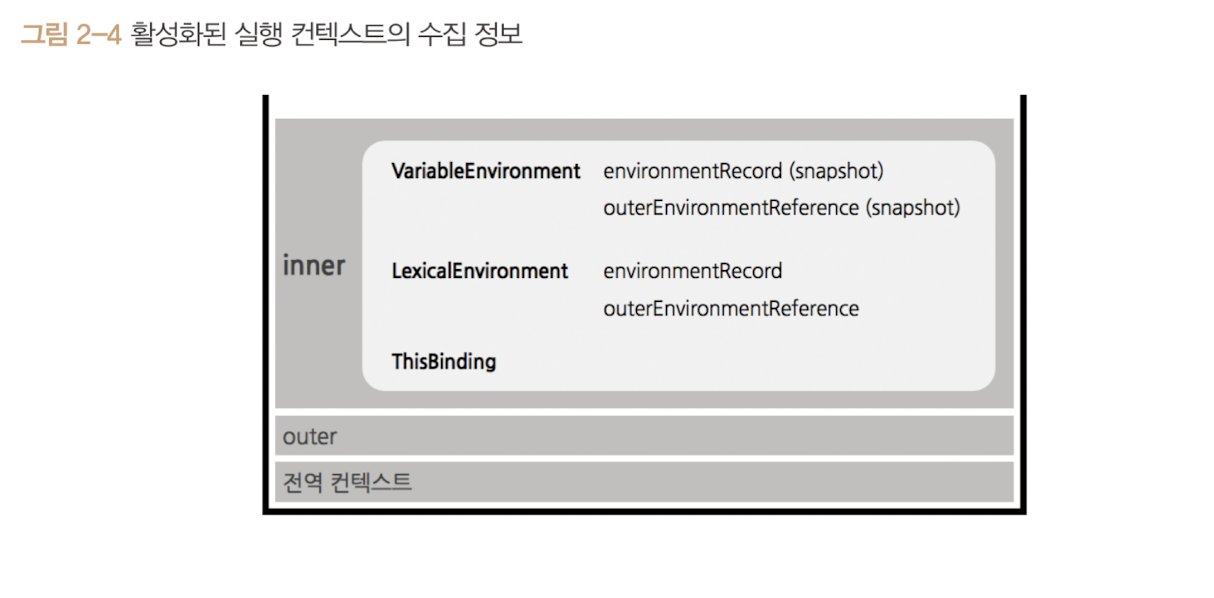 그림 2-4 활성화된 실행 컨텍스트의 수집 정보
VariableEnvironment environmentRecord (snapshot)
outerEnvironmentReference (snapshot)
inner
LexicalEnvironment environmentRecord
outerEnvironmentReference
ThisBinding
outer
전역 컨텍스트